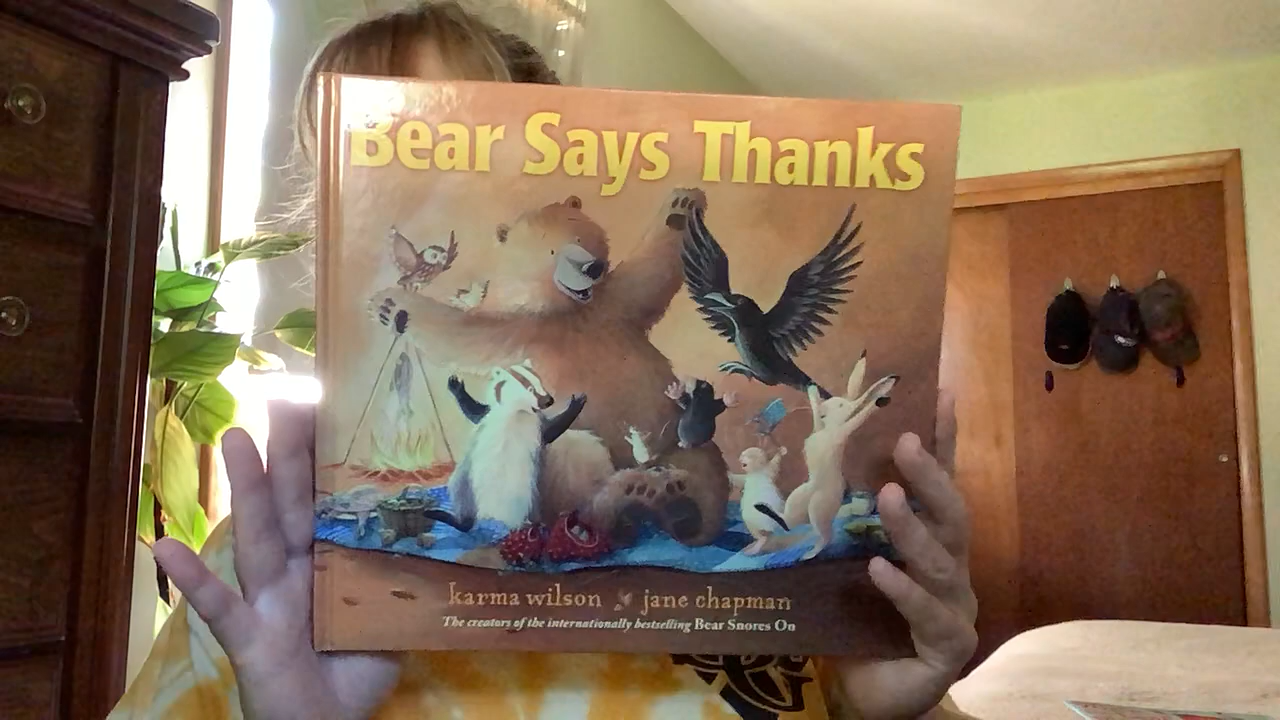 Bear Says Thanks
karma wilson jane chapman
The creators of the internationally bestselling Bear Snores On